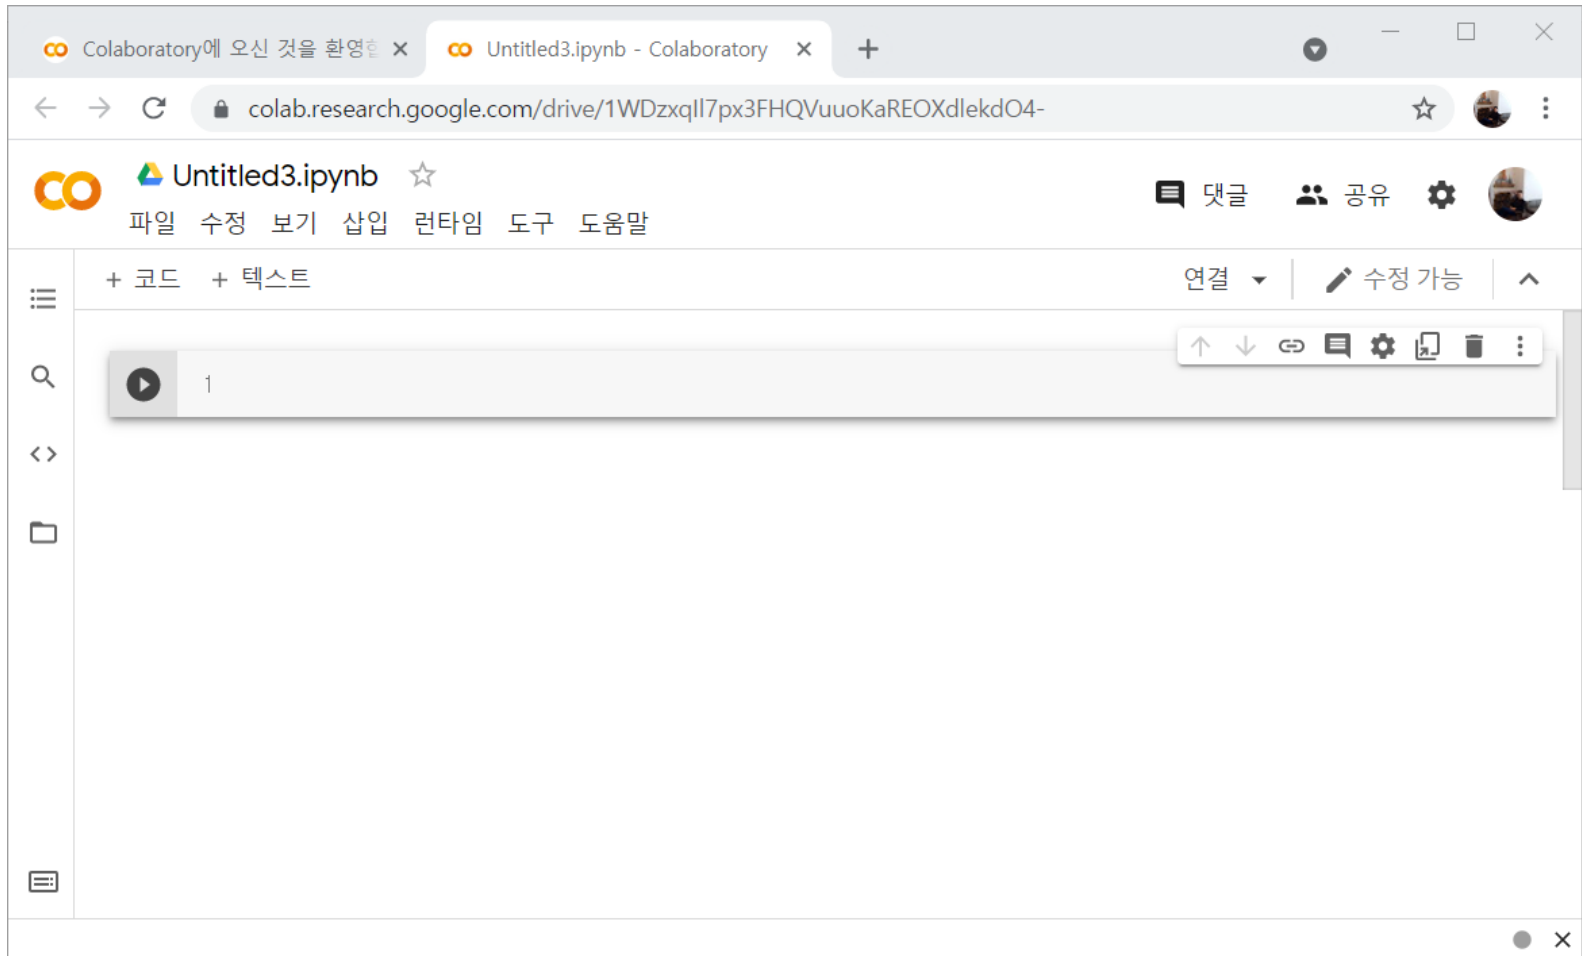 Colaboratory에 오신 것을 환영합
Untitled3.ipynb - Colaboratory
colab.research.google.com/drive/1WDzxqIl7px3FHQVuuoKaREOXdlekdO4-
Untitled3.ipynb
댓글 공유
파일 수정 보기 삽입 런타임 도구 도움말
+ 코드 + 텍스트 연결 수정 가능
1